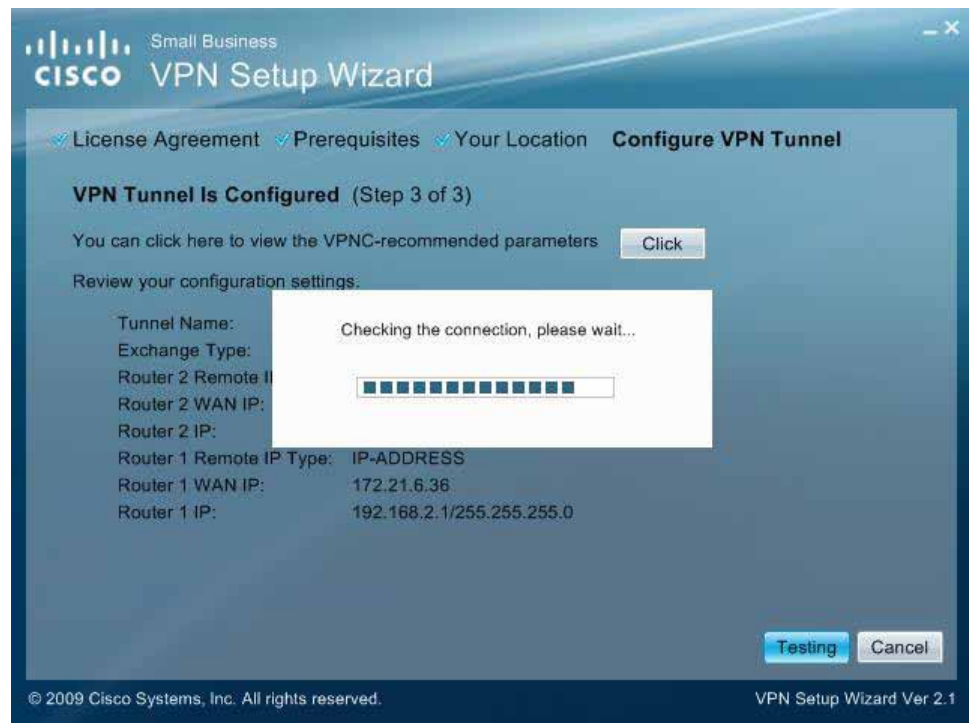 Small Business
CISCO VPN Setup Wizard
License Agreement Prerequisites Your Location Configure VPN Tunnel
VPN Tunnel Is Configured (Step 3 of 3)
You can click here to view the VPNC-recommended parameters Click
Review your configuration settings.
Tunnel Name:
Exchange Type:
Router 2 Remote
Router 2 WAN IP:
Router 2 IP:
Checking the connection, please wait...
Router 1 Remote IP Type: IP-ADDRESS
Router 1 WAN IP: 172.21.6.36
Router 1 IP: 192.168.2.1/255.255.255.0
Testing Cancel
© 2009 Cisco Systems, Inc. All rights reserved. VPN Setup Wizard Ver 2.1